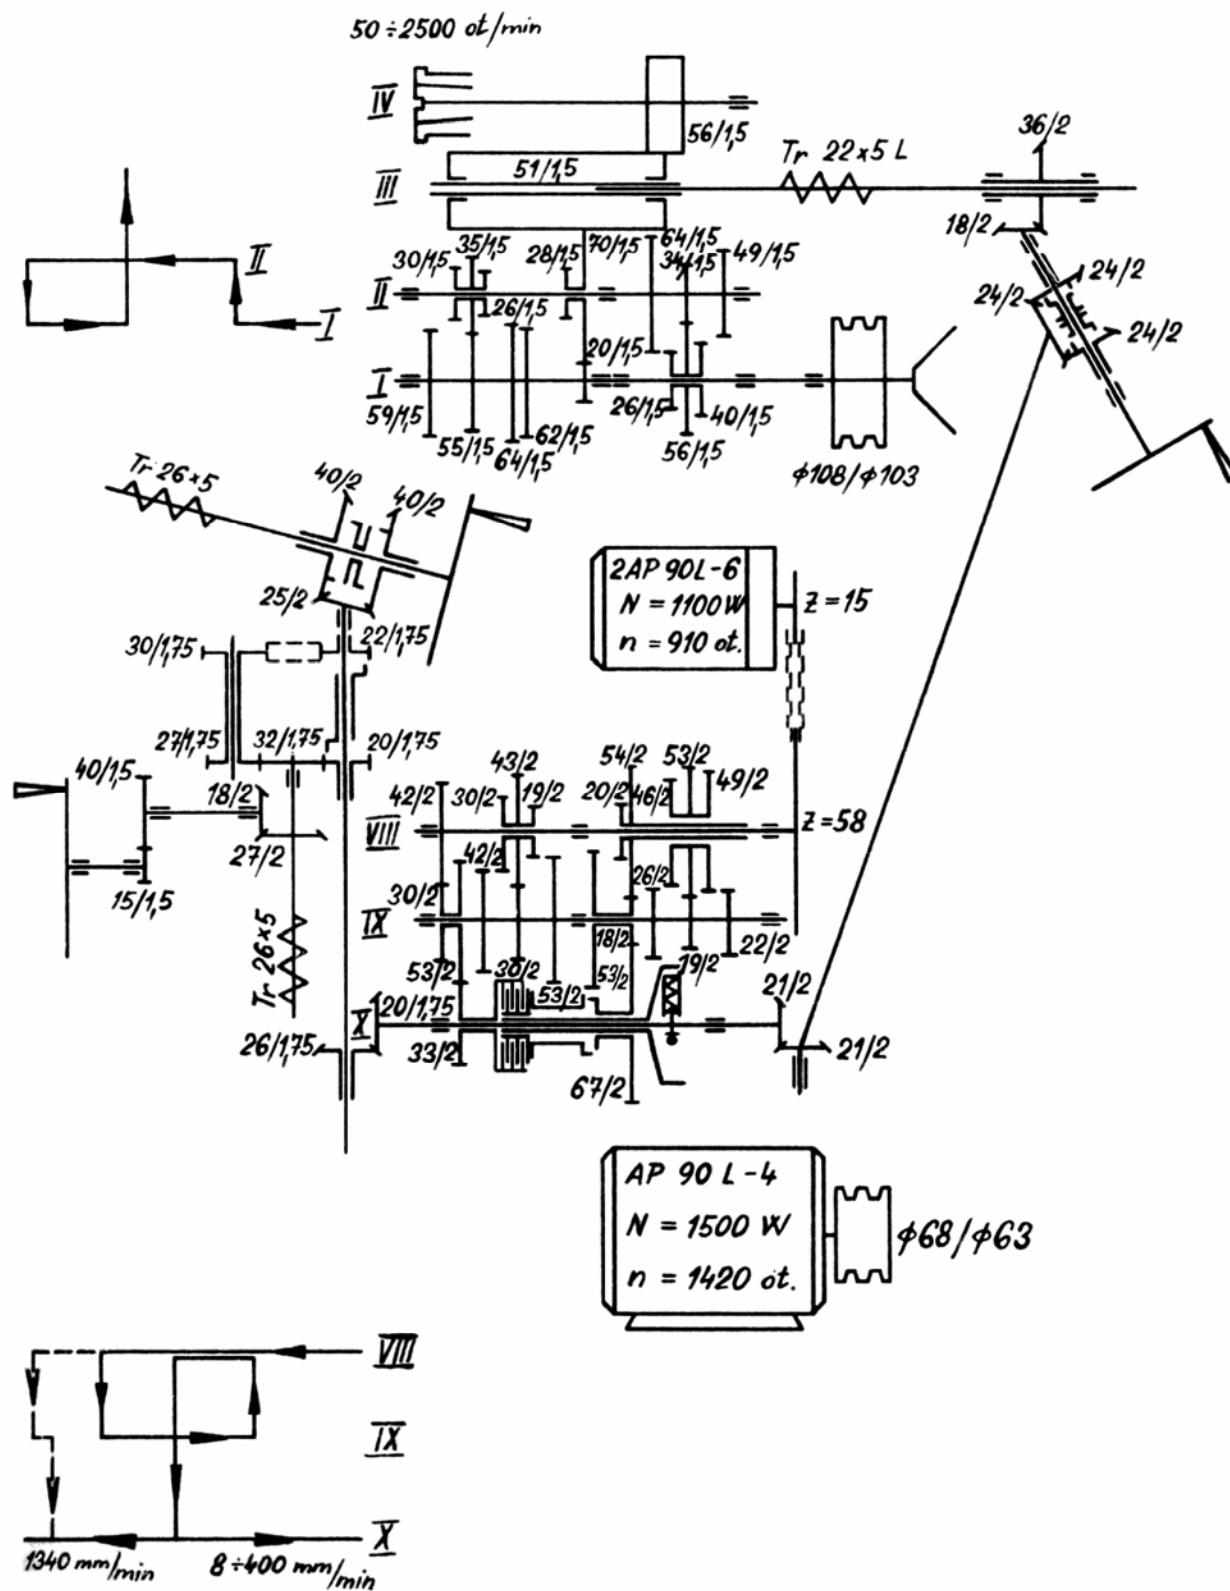 50÷2500 ot/min
IV
56/1,5
36/2
Tr 22×5 L
51/1,5
III
18/2
64/1,5
35/1,5
28/1,5
70/1,5
34/1,5
49/1,5
30/1,5
II
II
26/1,5
24/2
24/2
24/2
I
20/1,5
I
59/1,5
26/1,5
40/1,5
55/1,5
62/1,5
64/1,5
56/1,5
ϕ108/ϕ103
Tr 26×5
40/2
40/2
2AP 90L-6
N = 1100W
n = 910 ot.
Z=15
25/2
22/1,75
30/1,75
27/1,75
32/1,75
20/1,75
43/2
54/2
53/2
40/1,5
49/2
42/2
30/2
19/2
20/2
46/2
18/2
VIII
Z=58
27/2
42/2
26/2
30/2
15/1,5
IX
18/2
22/2
Tr 26×5
53/2
30/2
53/2
19/2
53/2
20/1,75
21/2
X
26/1,75
33/2
21/2
67/2
AP 90 L-4
N = 1500 W
n = 1420 ot.
ϕ68/ϕ63
VIII
IX
X
1340 mm/min
8÷400 mm/min